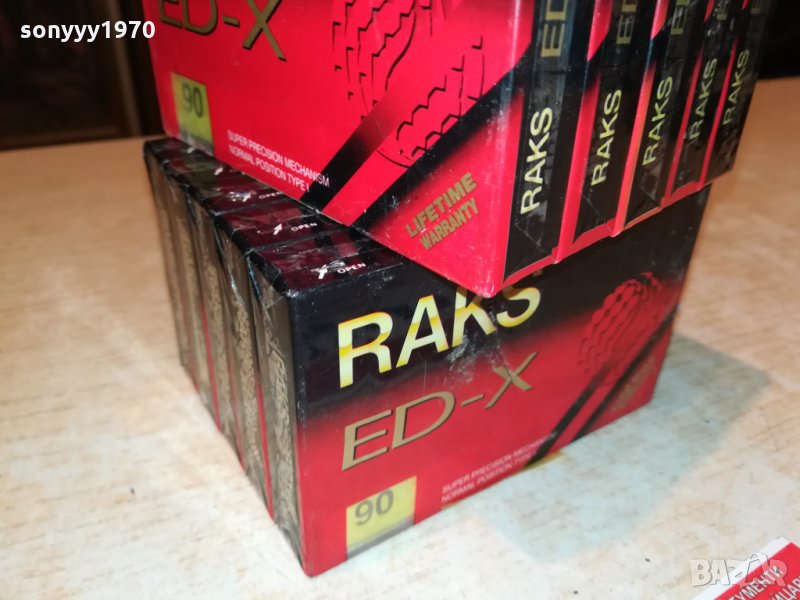 sonyyy1970
ED-X
90
SUPER PRECISION MECHANISM
NORMAL POSITION TYPE I
LIFETIME
WARRANTY
RAKS ED
RAKS ED
RAKS
RAKS
RAKS
OPEN
OPEN
OPEN
RAKS
ED-X
SUPER PRECISION MECHANISM
NORMAL POSITION TYPE I
90
BAZAR